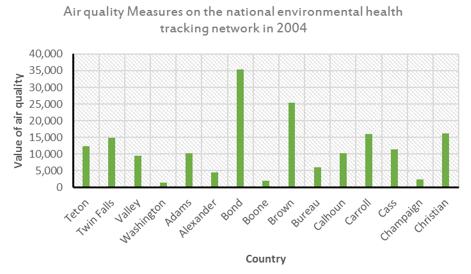 Air quality Measures on the national environmental health
tracking network in 2004
Value of air quality
40,000
35,000
30,000
25,000
20,000
15,000
10,000
5,000
0
Teton
Twin Falls
Valley
Washington
Adams
Alexander
Bond
Boone
Brown
Bureau
Calhoun
Carroll
Cass
Champaign
Christian
Country